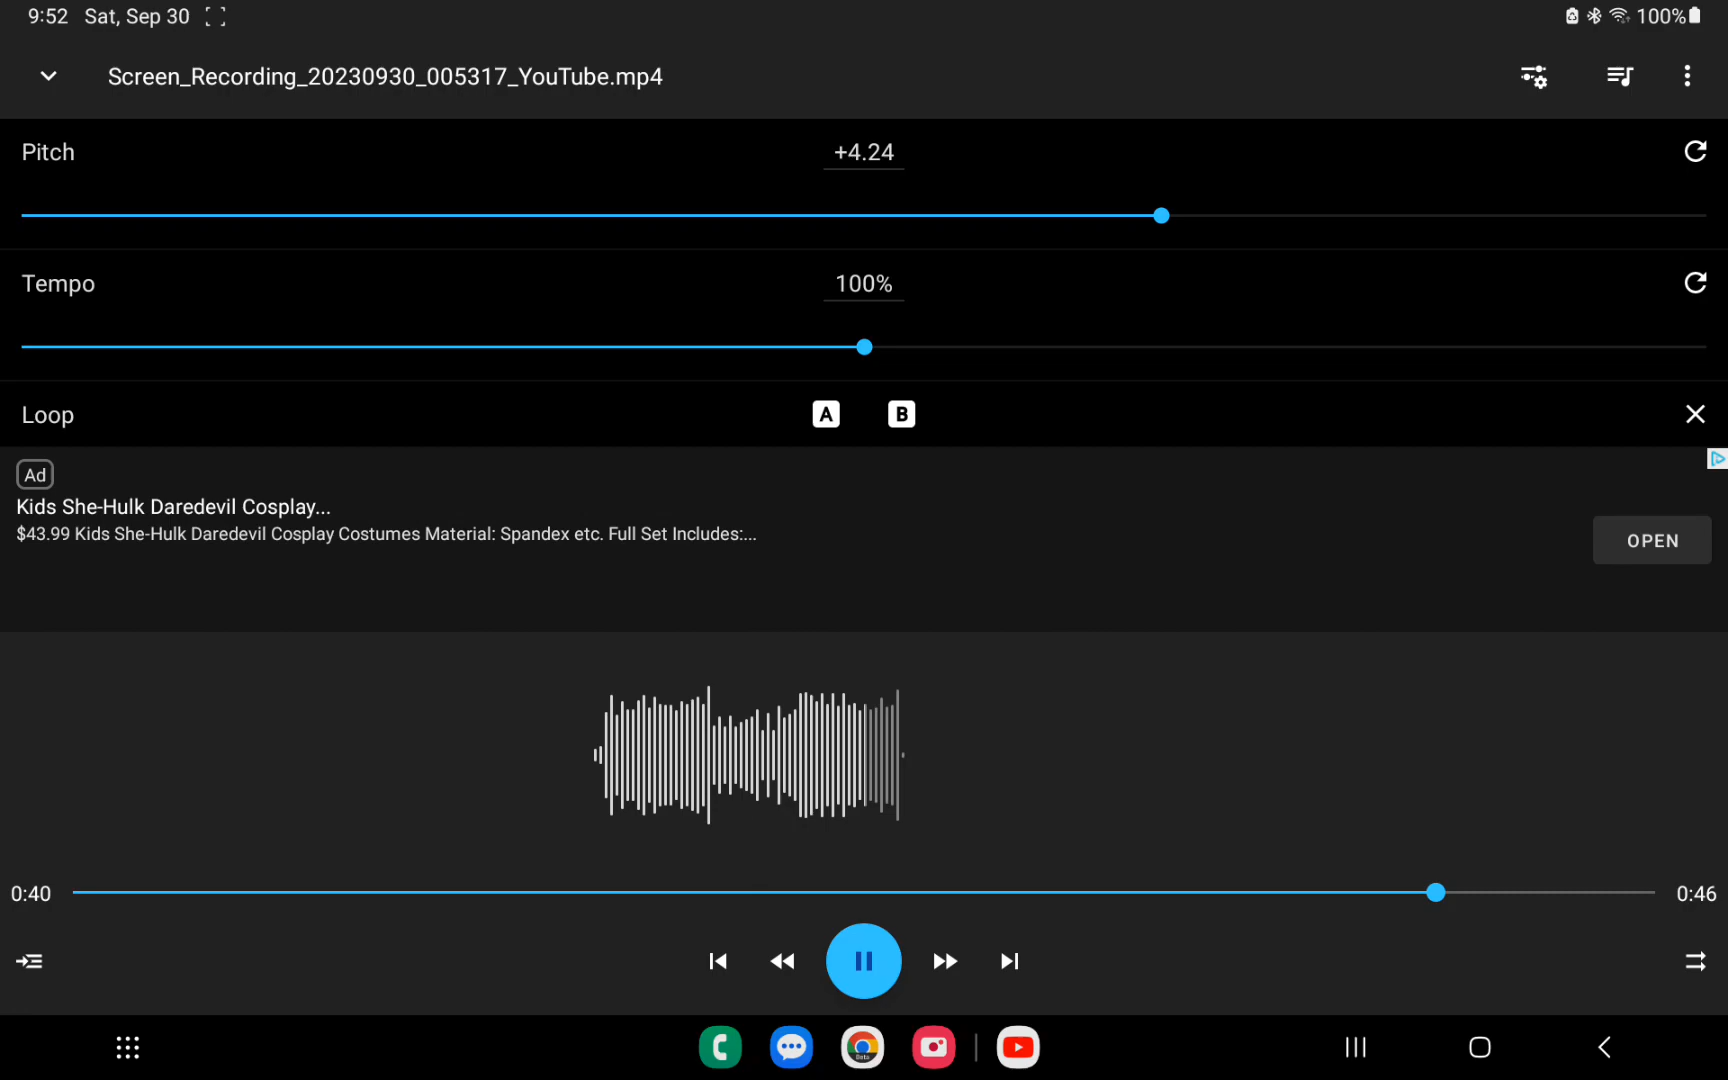 9:52 Sat, Sep 30 100%
Screen_Recording_20230930_005317_YouTube.mp4
Pitch +4.24
Tempo 100%
Loop A B
Ad
Kids She-Hulk Daredevil Cosplay...
$43.99 Kids She-Hulk Daredevil Cosplay Costumes Material: Spandex etc. Full Set Includes:...
OPEN
0:40 0:46
Beta